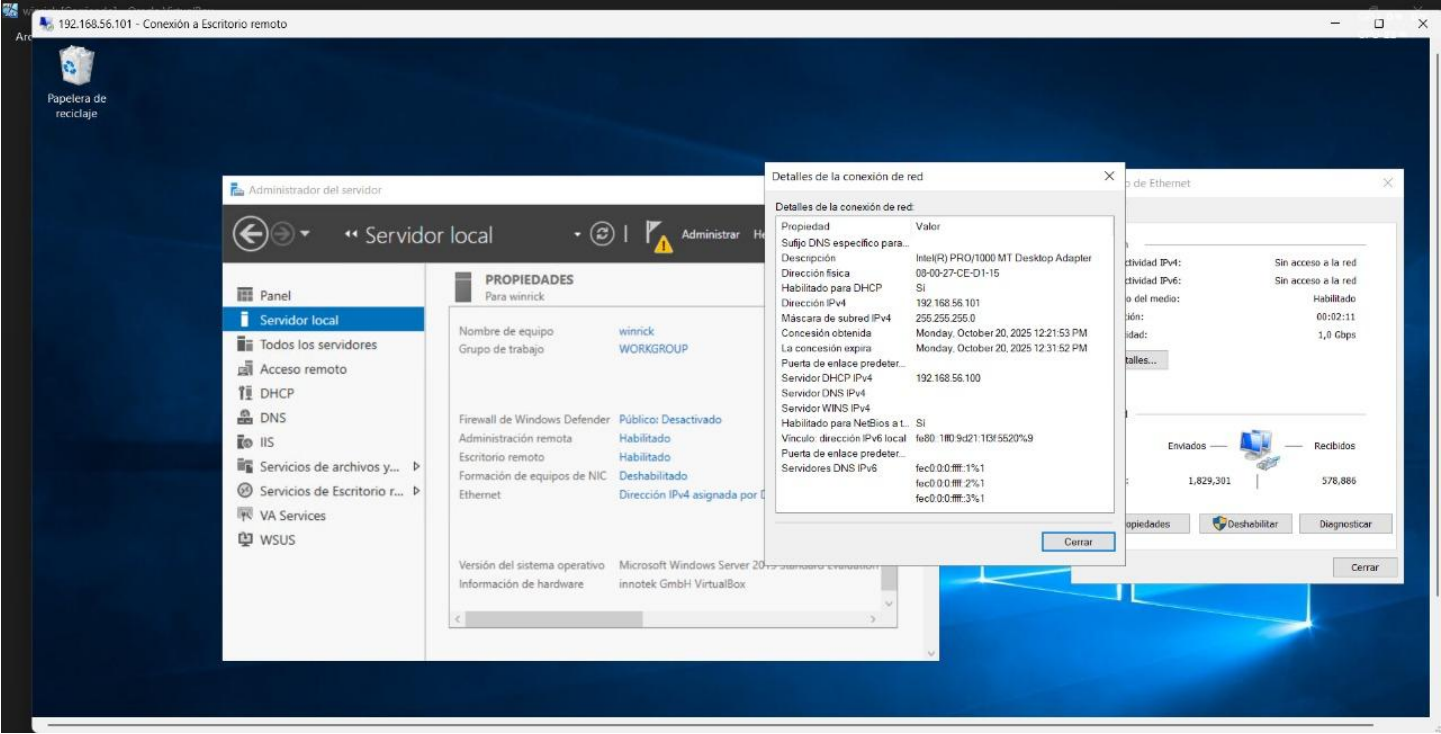 192.168.56.101 - Conexión a Escritorio remoto
Papelera de
reciclaje
Administrador del servidor
Servidor local
Administrar
Panel
Servidor local
Todos los servidores
Acceso remoto
DHCP
DNS
IIS
Servicios de archivos y...
Servicios de Escritorio r...
VA Services
WSUS
PROPIEDADES
Para winrick
Nombre de equipo winrick
Grupo de trabajo WORKGROUP
Firewall de Windows Defender Público: Desactivado
Administración remota Habilitado
Escritorio remoto Habilitado
Formación de equipos de NIC Deshabilitado
Ethernet Dirección IPv4 asignada por
Versión del sistema operativo Microsoft Windows Server
Información de hardware innotek GmbH VirtualBox
Detalles de la conexión de red
Detalles de la conexión de red:
Propiedad Valor
Sufijo DNS específico para...
Descripción Intel(R) PRO/1000 MT Desktop Adapter
Dirección física 08-00-27-CE-D1-15
Habilitado para DHCP Sí
Dirección IPv4 192.168.56.101
Máscara de subred IPv4 255.255.255.0
Concesión obtenida Monday, October 20, 2025 12:21:53 PM
La concesión expira Monday, October 20, 2025 12:31:52 PM
Puerta de enlace predeter...
Servidor DHCP IPv4 192.168.56.100
Servidor DNS IPv4
Servidor WINS IPv4
Habilitado para NetBios a t... Sí
Vínculo: dirección IPv6 local fe80::1ff0:9d21:1f3f:5520%9
Puerta de enlace predeter...
Servidores DNS IPv6 fec0:0:0:ffff::1%1
fec0:0:0:ffff::2%1
fec0:0:0:ffff::3%1
Cerrar
o de Ethernet
ctividad IPv4: Sin acceso a la red
ctividad IPv6: Sin acceso a la red
o del medio: Habilitado
ción: 00:02:11
idad: 1,0 Gbps
talles...
Enviados — — Recibidos
1,829,301 578,886
opiedades Deshabilitar Diagnosticar
Cerrar